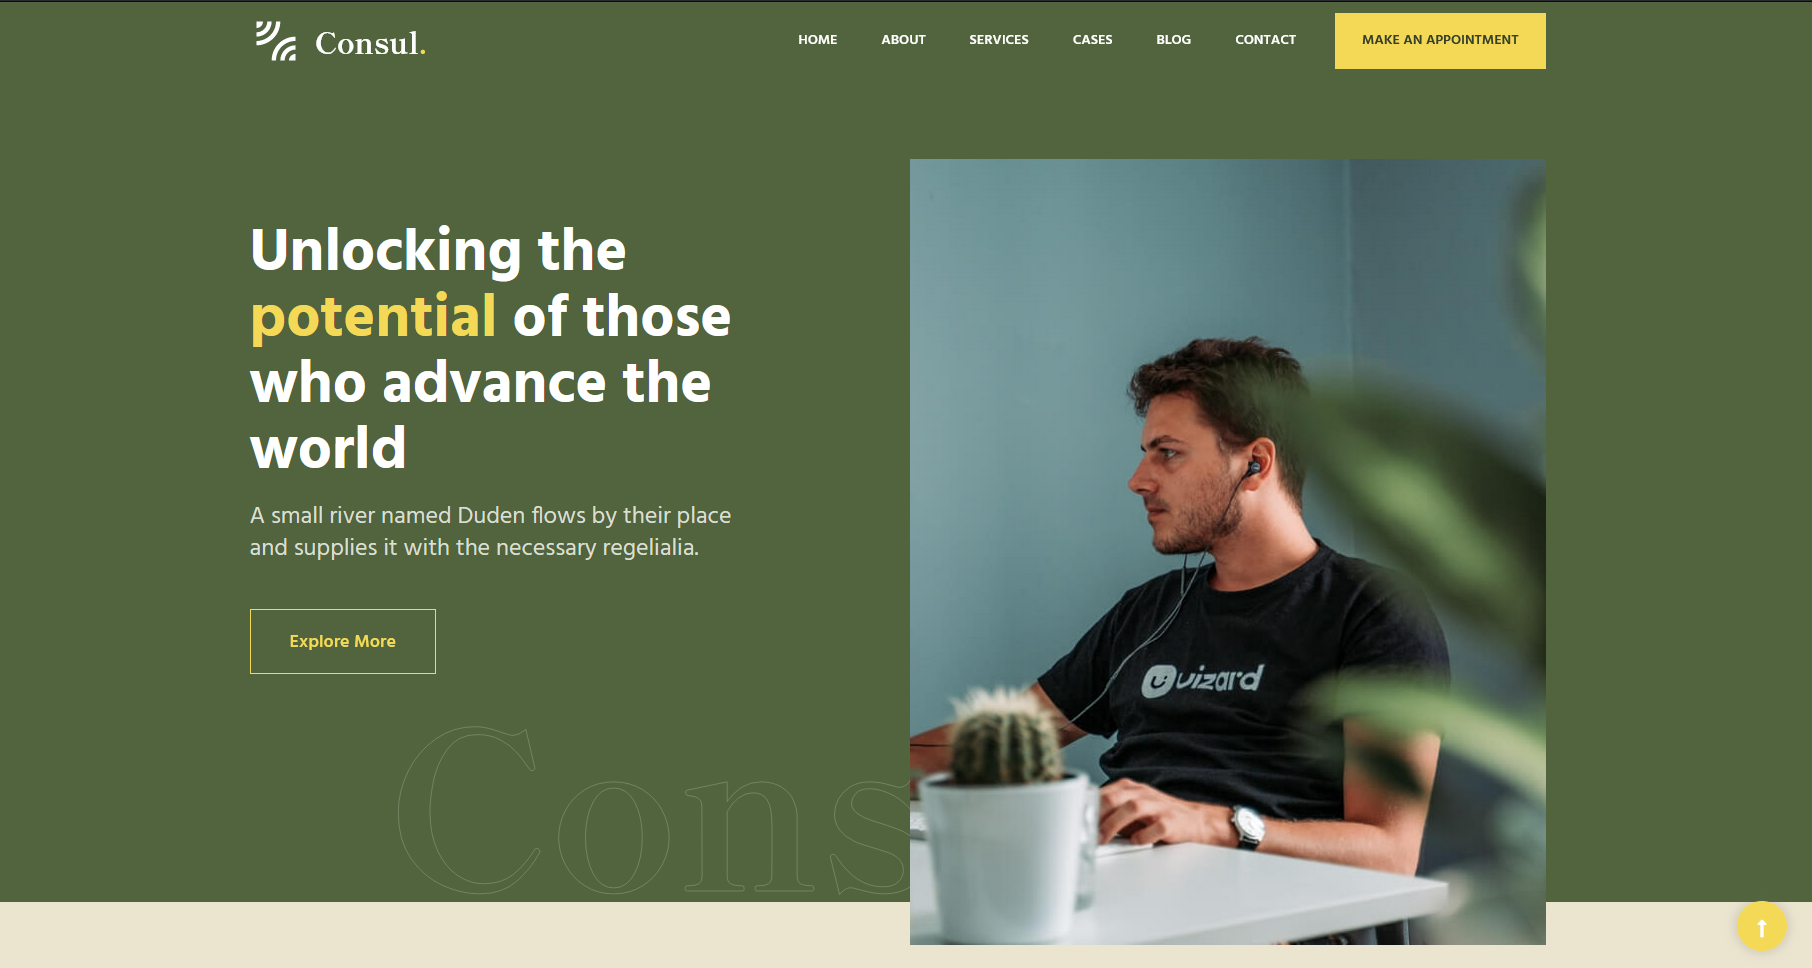 Consul.
HOME ABOUT SERVICES CASES BLOG CONTACT MAKE AN APPOINTMENT
Unlocking the
potential of those
who advance the
world
A small river named Duden flows by their place
and supplies it with the necessary regelialia.
Explore More
uizard
Cons